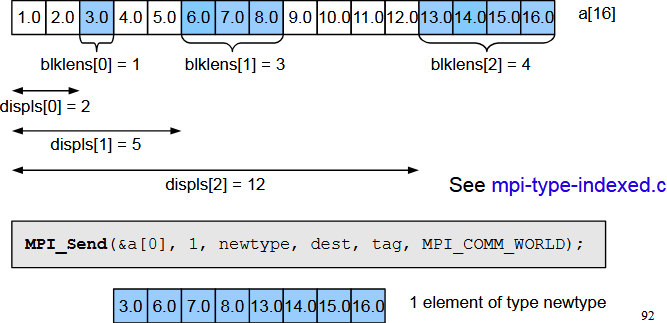 1.0 2.0 3.0 4.0 5.0 6.0 7.0 8.0 9.0 10.0 11.0 12.0 13.0 14.0 15.0 16.0 a[16]
blklens[0] = 1 blklens[1] = 3 blklens[2] = 4
displs[0] = 2
displs[1] = 5
displs[2] = 12
See mpi-type-indexed.c
MPI_Send(&a[0], 1, newtype, dest, tag, MPI_COMM_WORLD);
3.0 6.0 7.0 8.0 13.0 14.0 15.0 16.0 1 element of type newtype
92